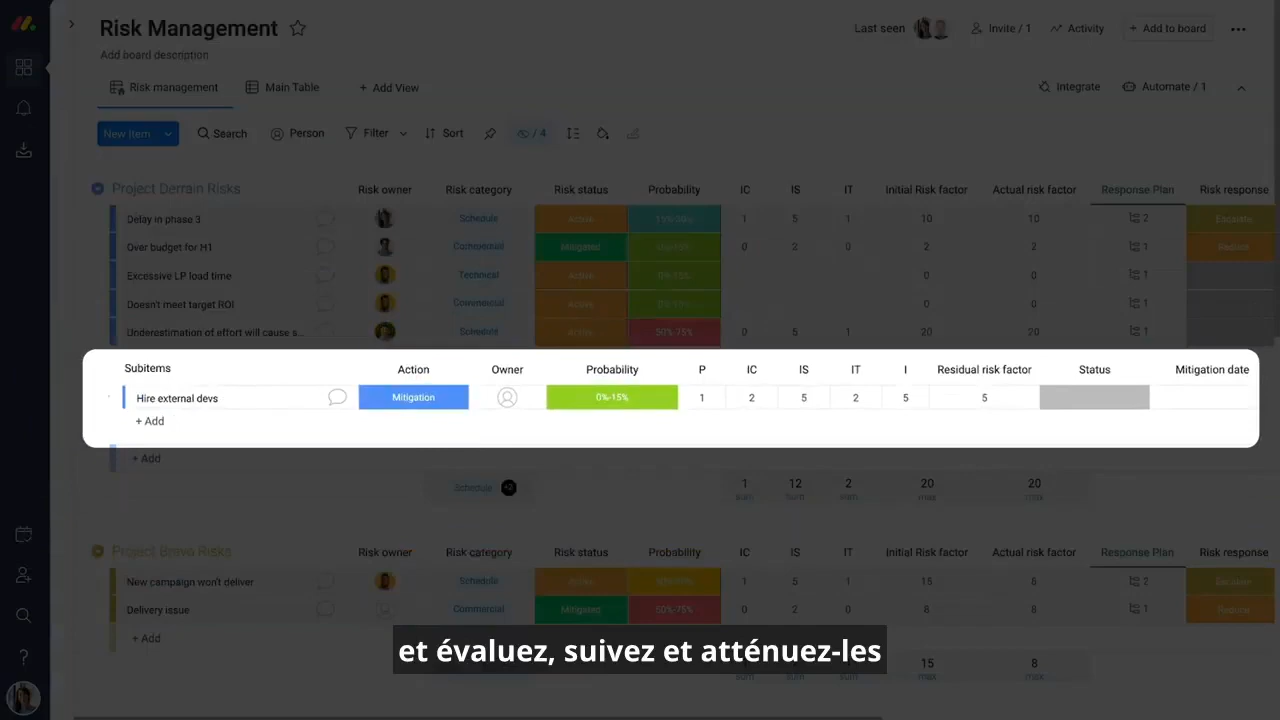 Risk Management
Last seen
Invite / 1
Activity
+ Add to board
Add board description
Risk management
Main Table
+ Add View
Integrate
Automate / 1
New Item
Search
Person
Filter
Sort
/ 4
Project Derrain Risks Risk owner Risk category Risk status Probability IC IS IT Initial Risk factor Actual risk factor Response Plan Risk response
Delay in phase 3 Schedule Active 15%-30% 1 5 1 10 10 2 Escalate
Over budget for H1 Commercial Mitigated 0 2 0 2 2 1 Reduce
Excessive LP load time Technical Active 0%-15% 0 0 1
Doesn't meet target ROI Commercial Active 0%-15% 0 0 1
Underestimation of effort will cause s... Schedule Active 50%-75% 0 5 1 20 20 1
Subitems Action Owner Probability P IC IS IT I Residual risk factor Status Mitigation date
Hire external devs Mitigation 0%-15% 1 2 5 2 5 5
+ Add
+ Add
Schedule 1 12 2 20 20
sum sum sum max max
Project Bravo Risks Risk owner Risk category Risk status Probability IC IS IT Initial Risk factor Actual risk factor Response Plan Risk response
New campaign won't deliver Schedule Active 1 5 1 15 8 2 Escalate
Delivery issue Commercial Mitigated 50%-75% 0 2 0 8 8 1 Reduce
+ Add
et évaluez, suivez et atténuez-les
15 8
sum sum max max